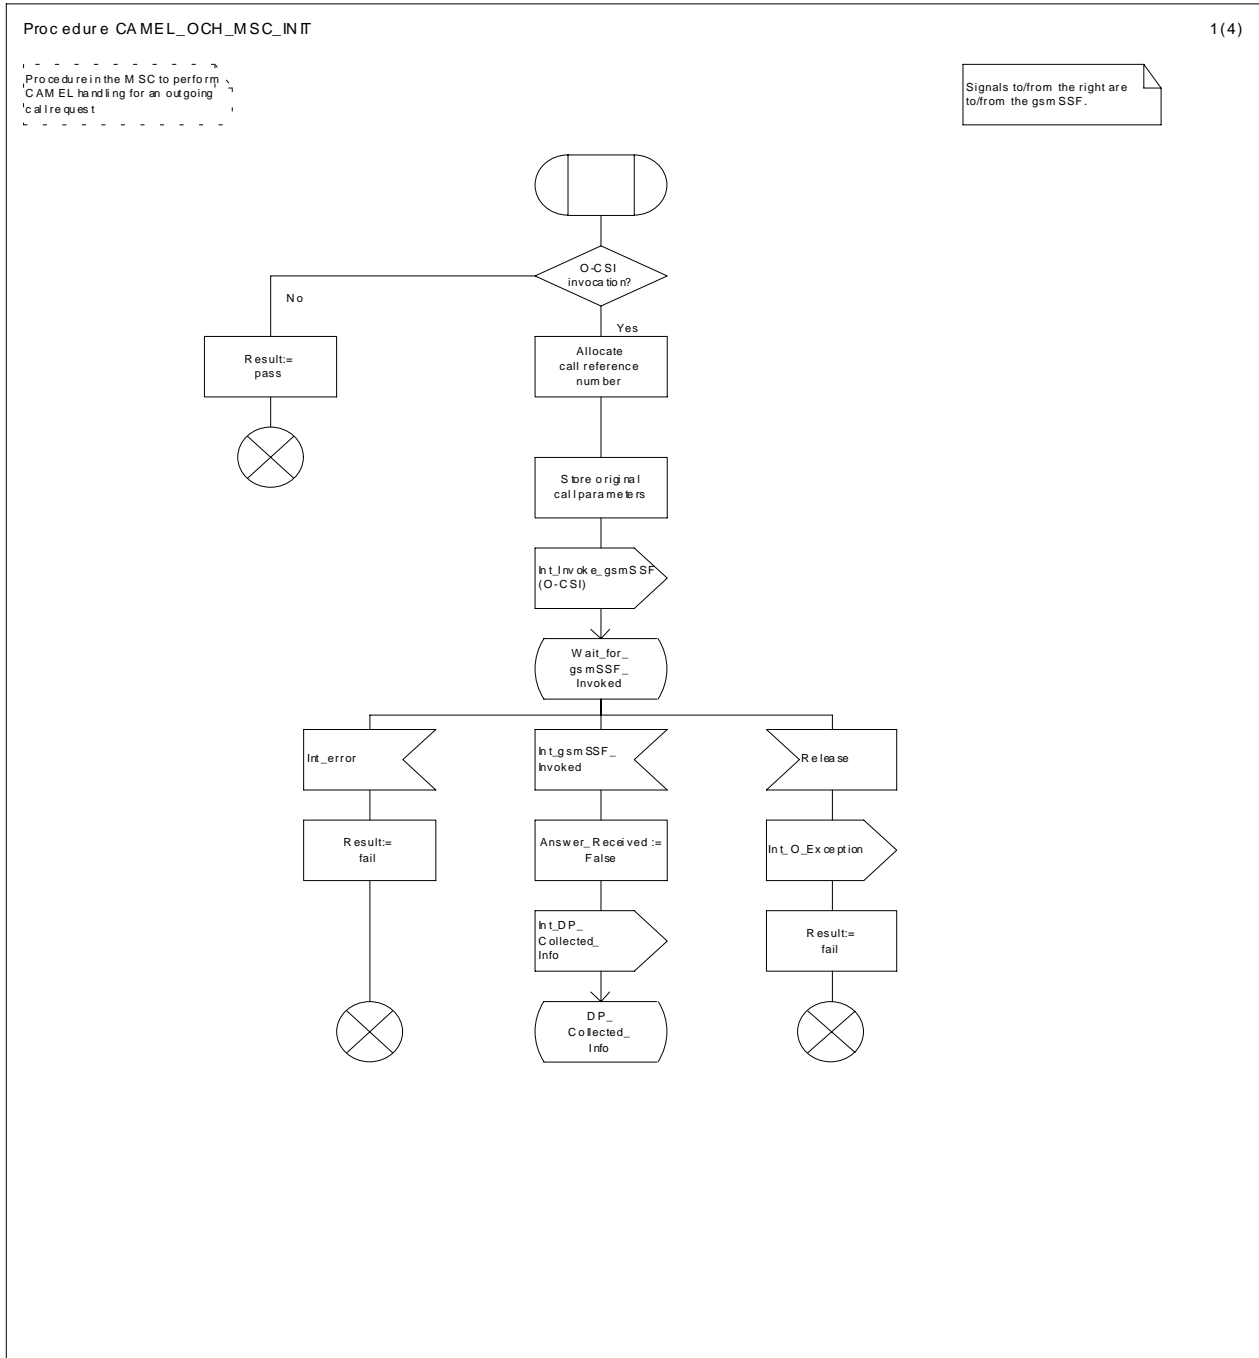 Procedure CAMEL_OCH_MSC_INIT
1(4)
Procedure in the MSC to perform
CAMEL handling for an outgoing
call request
Signals to/from the right are
to/from the gsmSSF.
O-CSI
invocation?
No
Yes
Result:=
pass
Allocate
call reference
number
Store original
call parameters
Int_Invoke_gsmSSF
(O-CSI)
Wait_for_
gsmSSF_
Invoked
Int_error
Int_gsmSSF_
Invoked
Release
Result:=
fail
Answer_Received :=
False
Int_O_Exception
Int_DP_
Collected_
Info
Result:=
fail
DP_
Collected_
Info